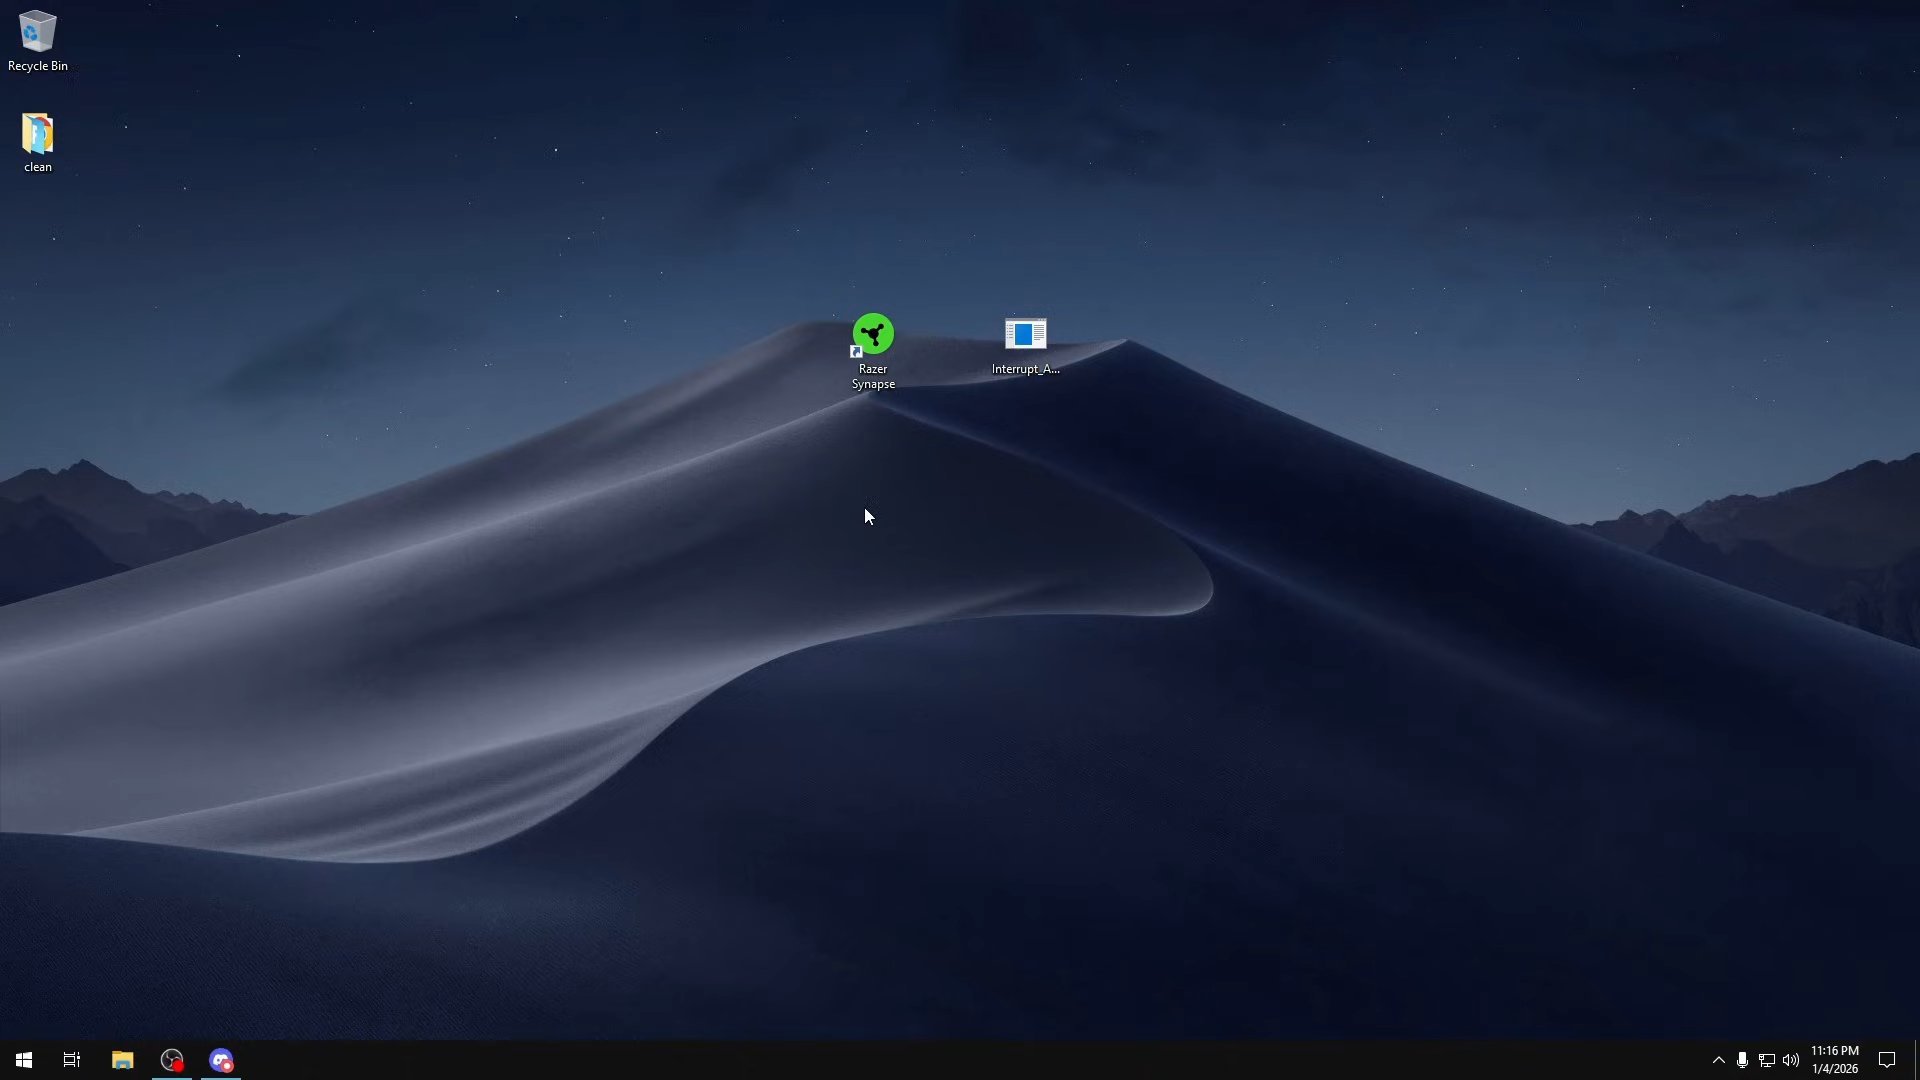 Recycle Bin
clean
Razer
Synapse
Interrupt_A...
11:16 PM
1/4/2026